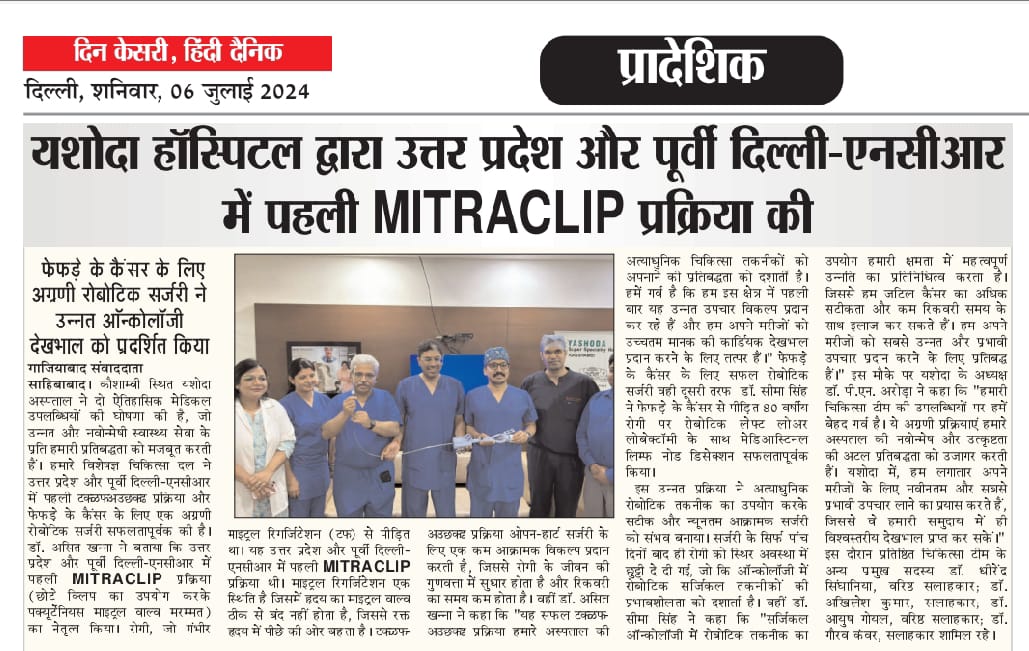 दिन केसरी, हिंदी दैनिक
दिल्ली, शनिवार, 06 जुलाई 2024
प्रादेशिक
यशोदा हॉस्पिटल द्वारा उत्तर प्रदेश और पूर्वी दिल्ली-एनसीआर
में पहली MITRACLIP प्रक्रिया की
फेफड़े के कैंसर के लिए
अग्रणी रोबोटिक सर्जरी ने
उन्नत ऑन्कोलॉजी
देखभाल को प्रदर्शित किया
गाजियाबाद संवाददाता
साहिबाबाद। कौशाम्बी स्थित यशोदा
अस्पताल ने दो ऐतिहासिक मेडिकल
उपलब्धियों की घोषणा की है, जो
उन्नत और नवोन्मेषी स्वास्थ्य सेवा के
प्रति हमारी प्रतिबद्धता को मजबूत करती
हैं। हमारे विशेषज्ञ चिकित्सा दल ने
उत्तर प्रदेश और पूर्वी दिल्ली-एनसीआर
में पहली प्रक्रिया और
फेफड़े के कैंसर के लिए एक अग्रणी
रोबोटिक सर्जरी सफलतापूर्वक की है।
डॉ. असित खन्ना ने बताया कि उत्तर
प्रदेश और पूर्वी दिल्ली-एनसीआर में
पहली MITRACLIP प्रक्रिया
(छोटे क्लिप का उपयोग करके
पक्यूर्टेनियस माइट्रल वाल्व मरम्मत)
का नेतृत्व किया। रोगी, जो गंभीर
YASHODA
Super Speciality
माइट्रल रिगर्जिटेशन (टफ) से पीड़ित
था। यह उत्तर प्रदेश और पूर्वी दिल्ली-
एनसीआर में पहली MITRACLIP
प्रक्रिया थी। माइट्रल रिगर्जिटेशन एक
स्थिति है जिसमें हृदय का माइट्रल वाल्व
ठीक से बंद नहीं होता है, जिससे रक्त
हृदय में पीछे की ओर बहता है।
प्रक्रिया ओपन-हार्ट सर्जरी के
लिए एक कम आक्रामक विकल्प प्रदान
करती है, जिससे रोगी के जीवन की
गुणवत्ता में सुधार होता है और रिकवरी
का समय कम होता है। वहीं डॉ. असित
खन्ना ने कहा कि "यह सफल
प्रक्रिया हमारे अस्पताल की
अत्याधुनिक चिकित्सा तकनीकों को
अपनाने की प्रतिबद्धता को दर्शाती है।
हमें गर्व है कि हम इस क्षेत्र में पहली
बार यह उन्नत उपचार विकल्प प्रदान
कर रहे हैं और हम अपने मरीजों को
उच्चतम मानक की कार्डियक देखभाल
प्रदान करने के लिए तत्पर हैं।" फेफड़े
के कैंसर के लिए सफल रोबोटिक
सर्जरी वही दूसरी तरफ डॉ. सीमा सिंह
ने फेफड़े के कैंसर से पीड़ित 80 वर्षीय
रोगी पर रोबोटिक लेफ्ट लोअर
लोबेक्टॉमी के साथ मेडिआस्टिनल
लिम्फ नोड डिसेक्शन सफलतापूर्वक
किया।
इस उन्नत प्रक्रिया ने अत्याधुनिक
रोबोटिक तकनीक का उपयोग करके
सटीक और न्यूनतम आक्रामक सर्जरी
को संभव बनाया। सर्जरी के सिर्फ पांच
दिनों बाद ही रोगी को स्थिर अवस्था में
छुट्टी दे दी गई, जो कि ऑन्कोलॉजी में
रोबोटिक सर्जिकल तकनीकों की
प्रभावशीलता को दर्शाता है। वहीं डॉ.
सीमा सिंह ने कहा कि "सर्जिकल
ऑन्कोलॉजी में रोबोटिक तकनीक का
उपयोग हमारी क्षमता में महत्वपूर्ण
उन्नति का प्रतिनिधित्व करता है।
जिससे हम जटिल कैंसर का अधिक
सटीकता और कम रिकवरी समय के
साथ इलाज कर सकते हैं। हम अपने
मरीजों को सबसे उन्नत और प्रभावी
उपचार प्रदन करने के लिए प्रतिबद्ध
हैं।" इस मौके पर यशोदा के अध्यक्ष
डॉ. पी.एन. अरोड़ा ने कहा कि "हमारी
चिकित्सा टीम की उपलब्धियों पर हमें
बेहद गर्व है। ये अग्रणी प्रक्रियाएं हमारे
अस्पताल की नवोन्मेष और उत्कृष्टता
की अटल प्रतिबद्धता को उजागर करती
हैं। यशोदा में, हम लगातार अपने
मरीजों के लिए नवीनतम और सबसे
प्रभावी उपचार लाने का प्रयास करते हैं,
जिससे वे हमारी समुदाय में ही
विश्वस्तरीय देखभाल प्राप्त कर सकें।"
इस दौरान प्रतिष्ठित चिकित्सा टीम के
अन्य प्रमुख सदस्य डॉ. धीरेंद्र
सिंघानिया, वरिष्ठ सलाहकार; डॉ.
अखिलेश कुमार, सलाहकार, डॉ.
आयुष गोयल, वरिष्ठ सलाहकार; डॉ.
गौरव कंवर, सलाहकार शामिल रहे।